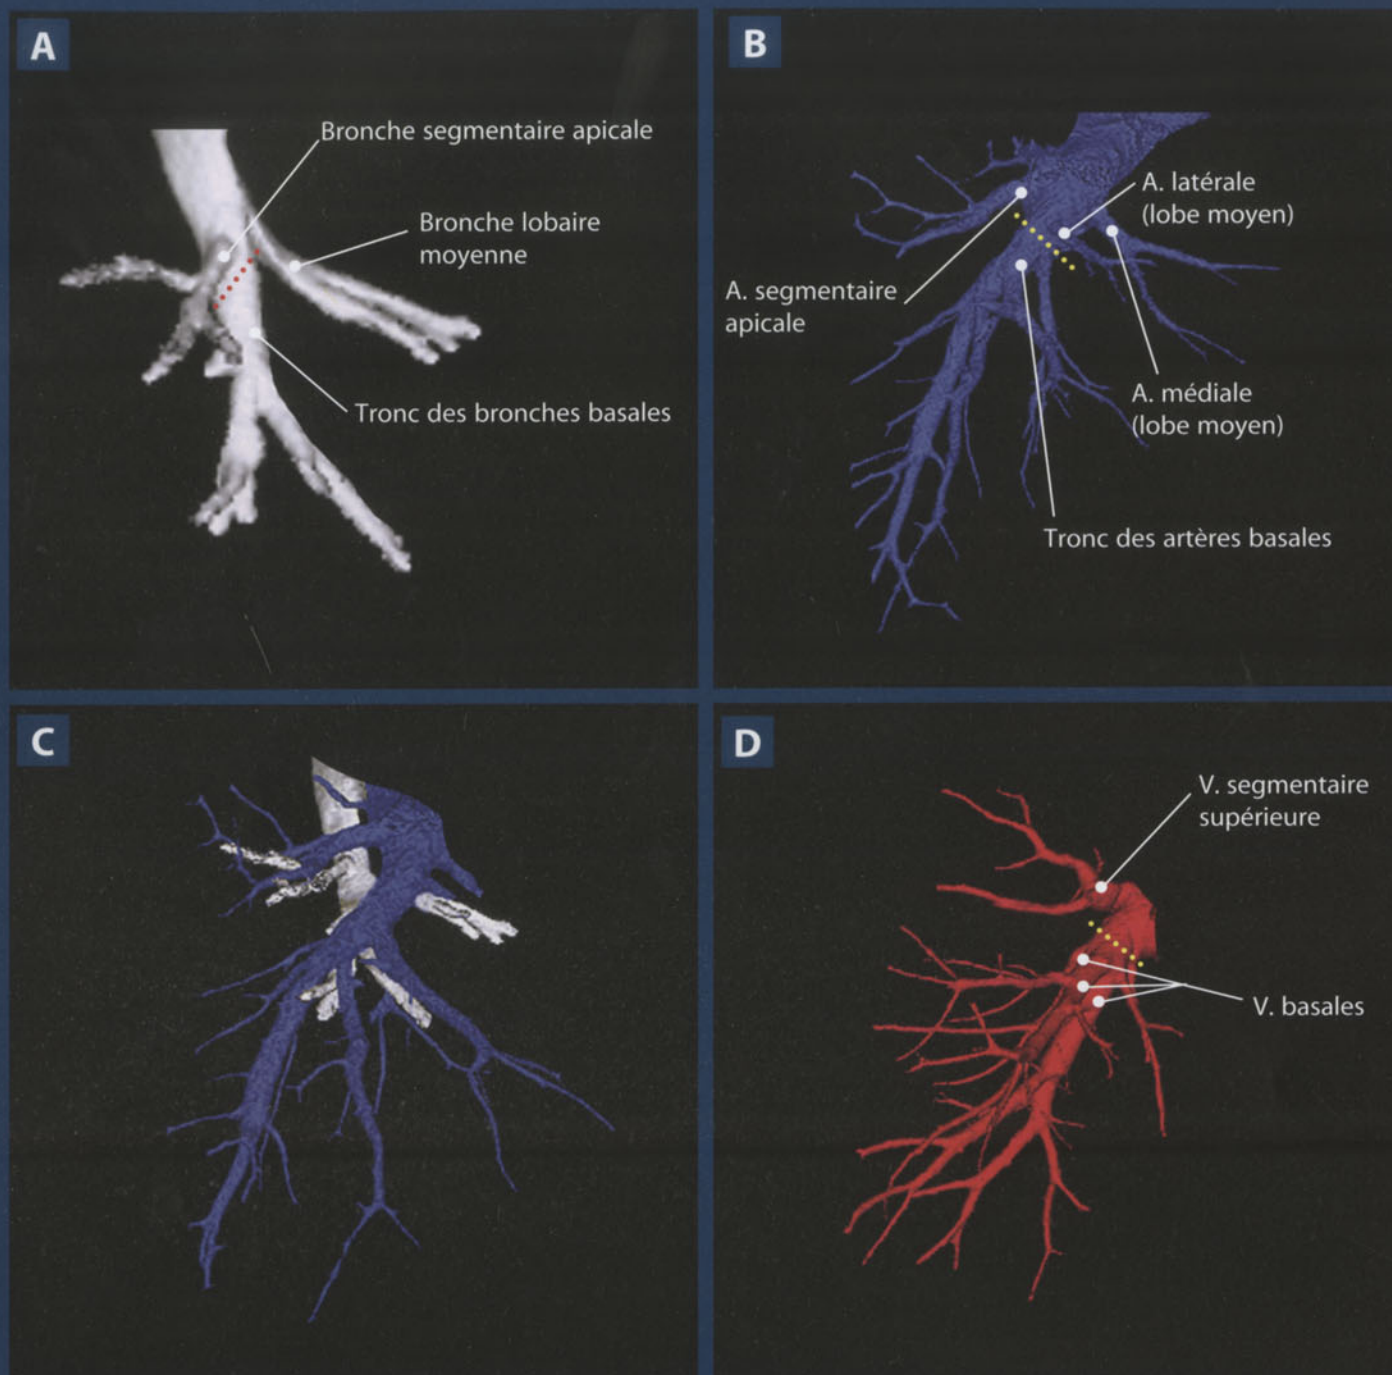 A
Bronche segmentaire apicale
Bronche lobaire
moyenne
Tronc des bronches basales
B
A. latérale
(lobe moyen)
A. segmentaire
apicale
A. médiale
(lobe moyen)
Tronc des artères basales
C
D
V. segmentaire
supérieure
V. basales